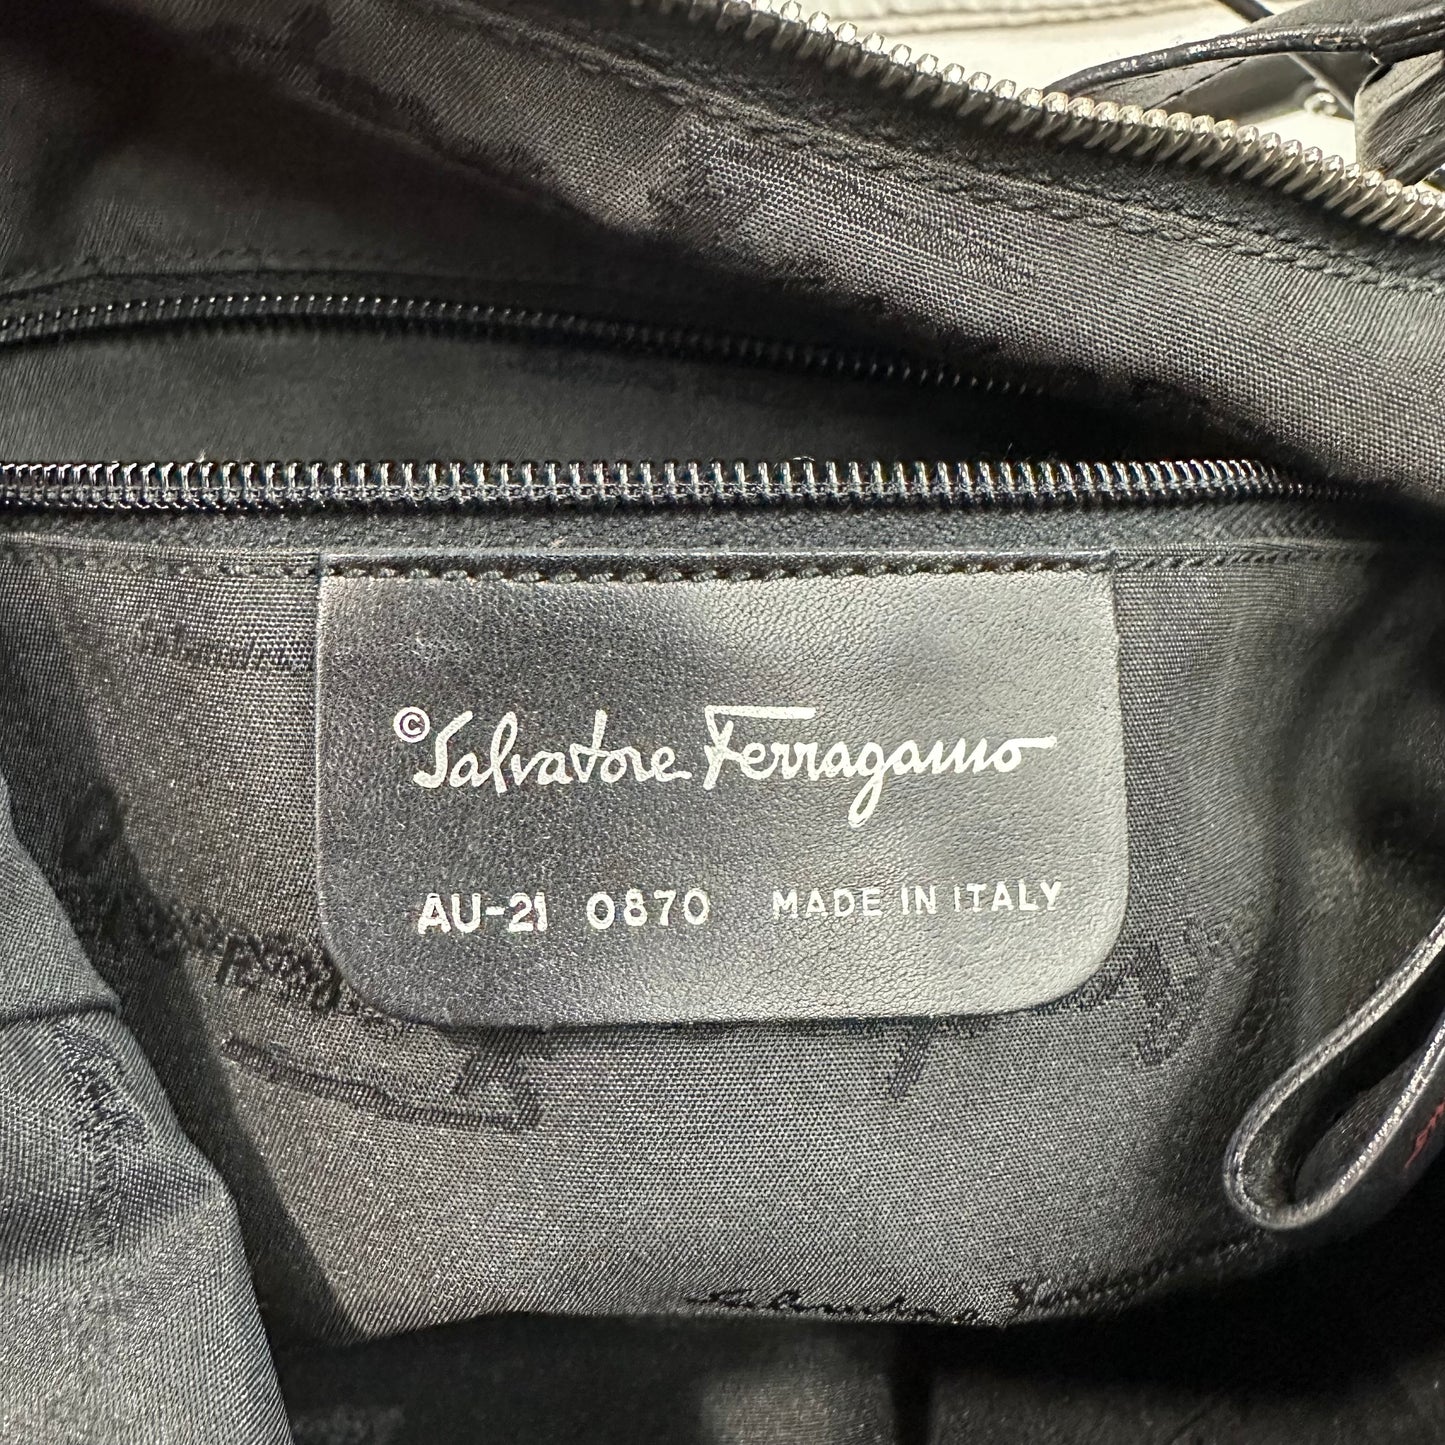 ©Salvatore Ferragamo
AU-21 0870 MADE IN ITALY